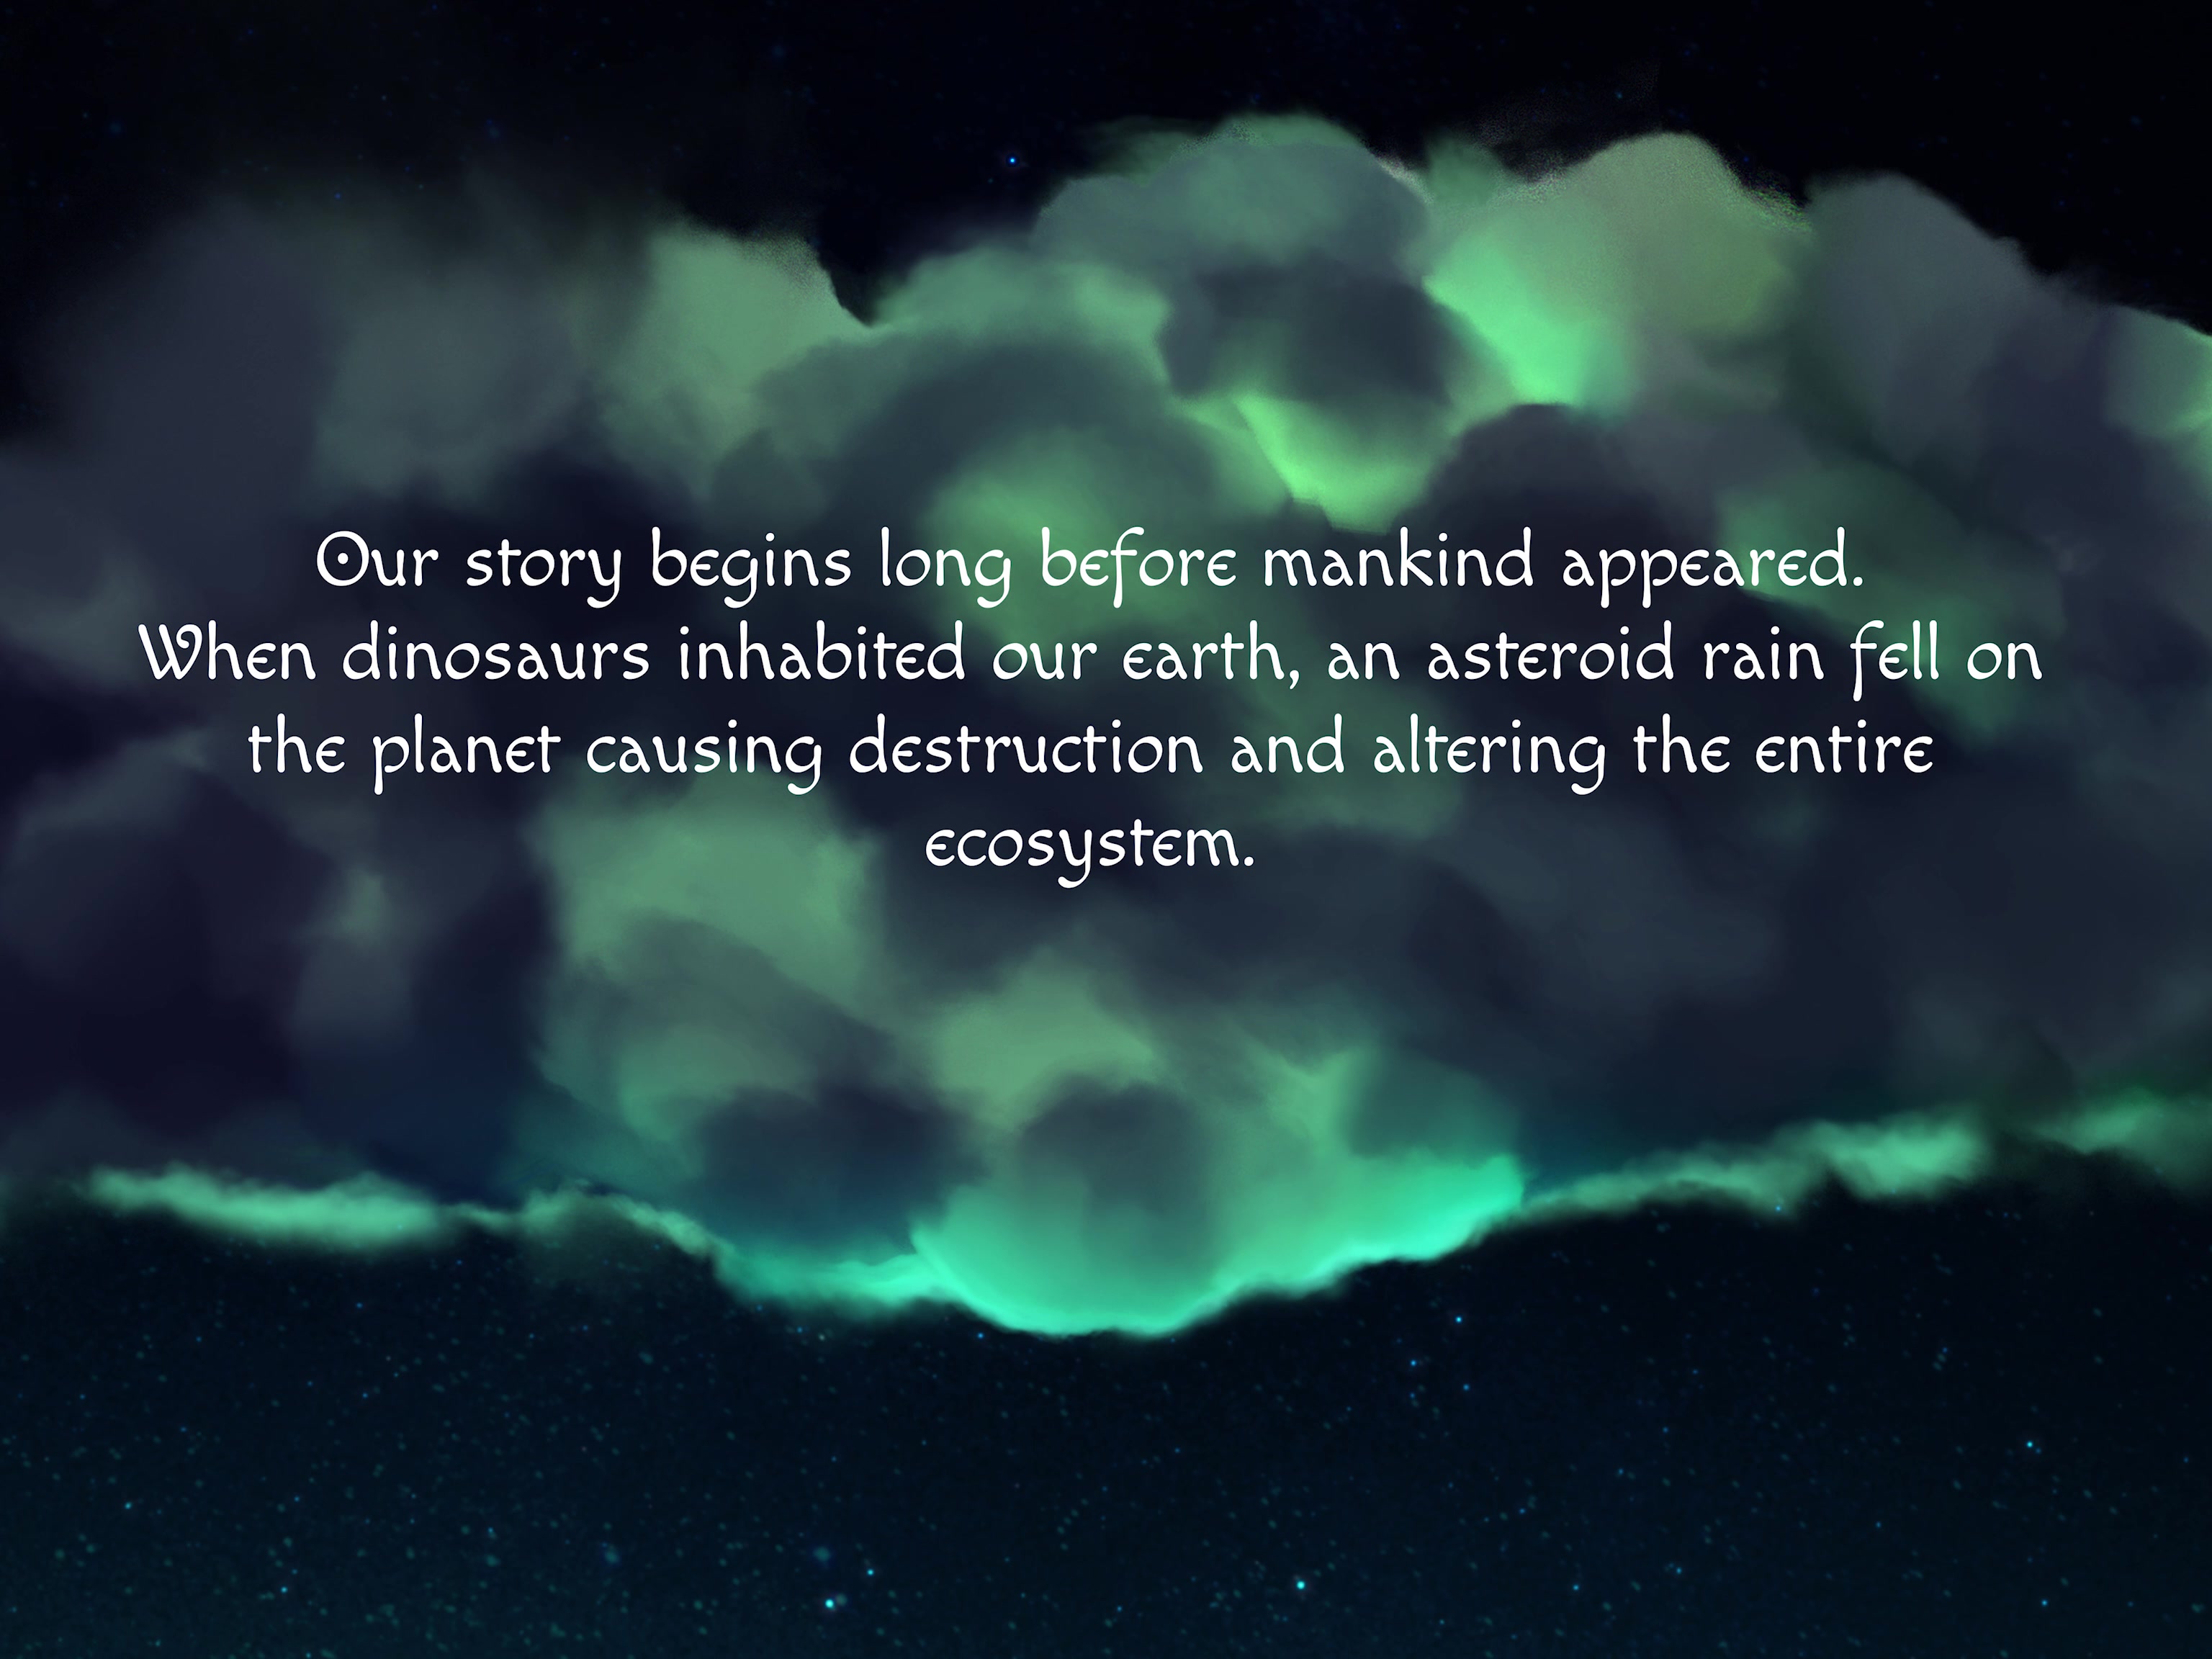 Our story begins long before mankind appeared.
When dinosaurs inhabited our earth, an asteroid rain fell on
the planet causing destruction and altering the entire
ecosystem.